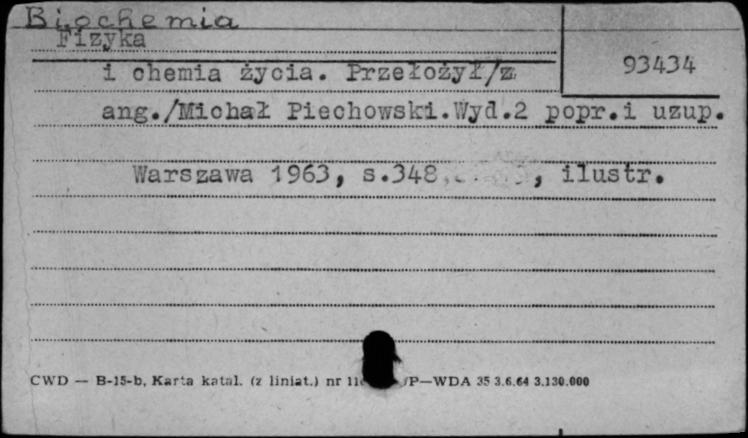 Biochemia
Fizyka
i chemia życia. Przełożył/z
93434
ang./Michał Piechowski.Wyd.2 popr.i uzup.
Warszawa 1963, s.348, , ilustr.
CWD — B-15-b, Karta katal. (z liniat.) nr /P—WDA 35 3.6.64 3.130.000